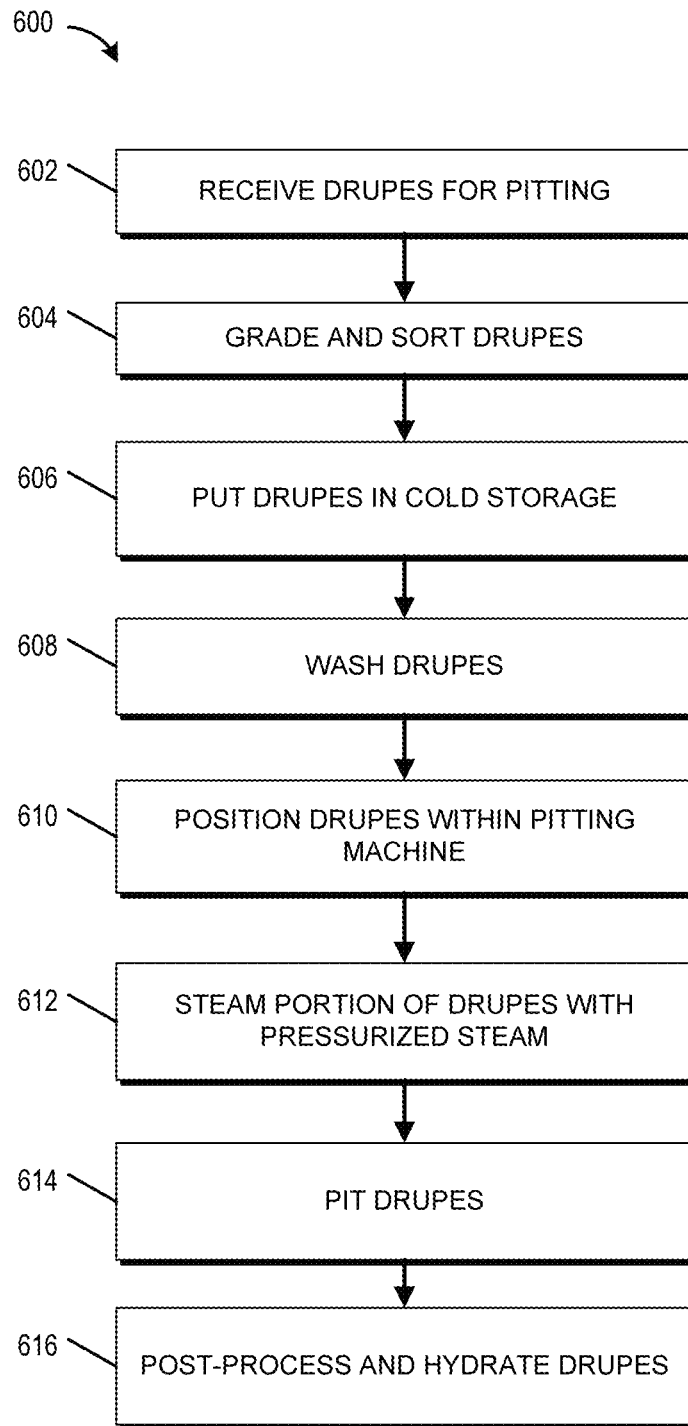 600
602
RECEIVE DRUPES FOR PITTING
604
GRADE AND SORT DRUPES
606
PUT DRUPES IN COLD STORAGE
608
WASH DRUPES
610
POSITION DRUPES WITHIN PITTING
MACHINE
612
STEAM PORTION OF DRUPES WITH
PRESSURIZED STEAM
614
PIT DRUPES
616
POST-PROCESS AND HYDRATE DRUPES